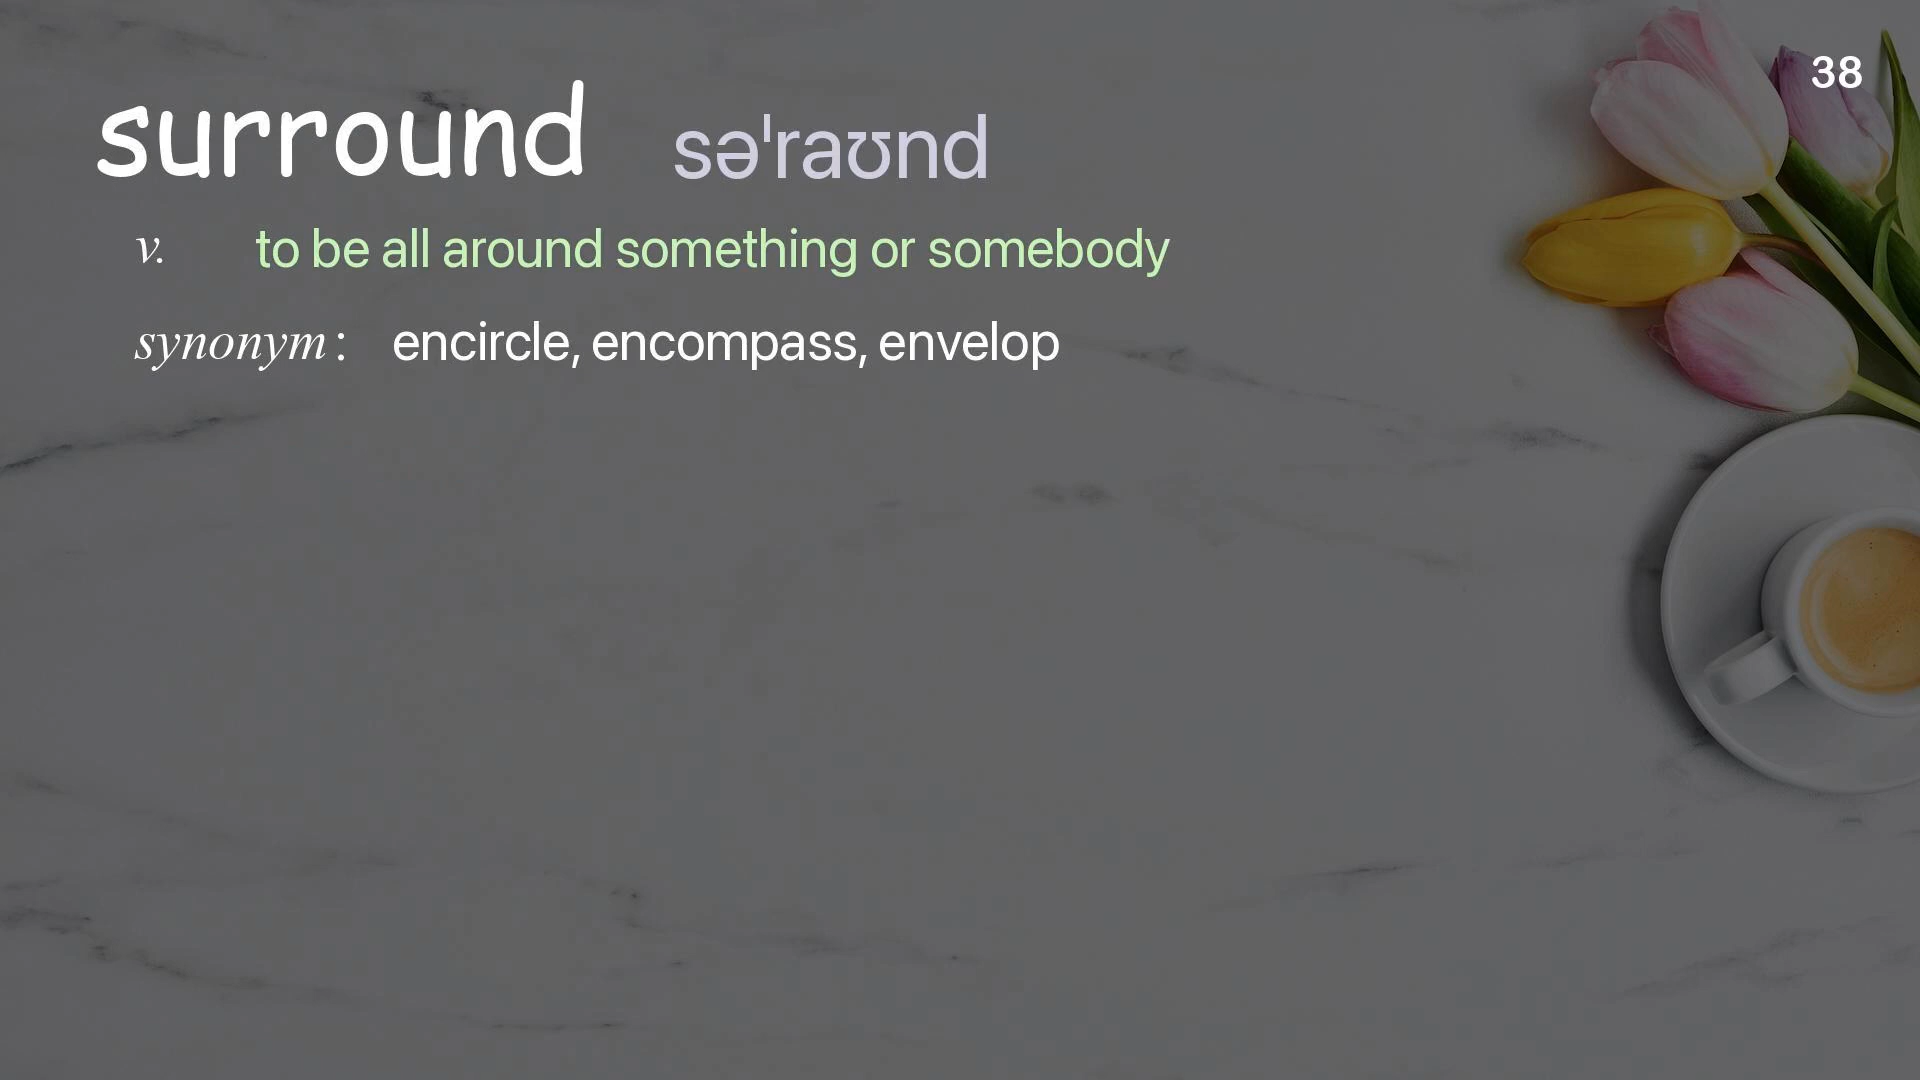 38
surround səˈraʊnd
v. to be all around something or somebody
synonym : encircle, encompass, envelop